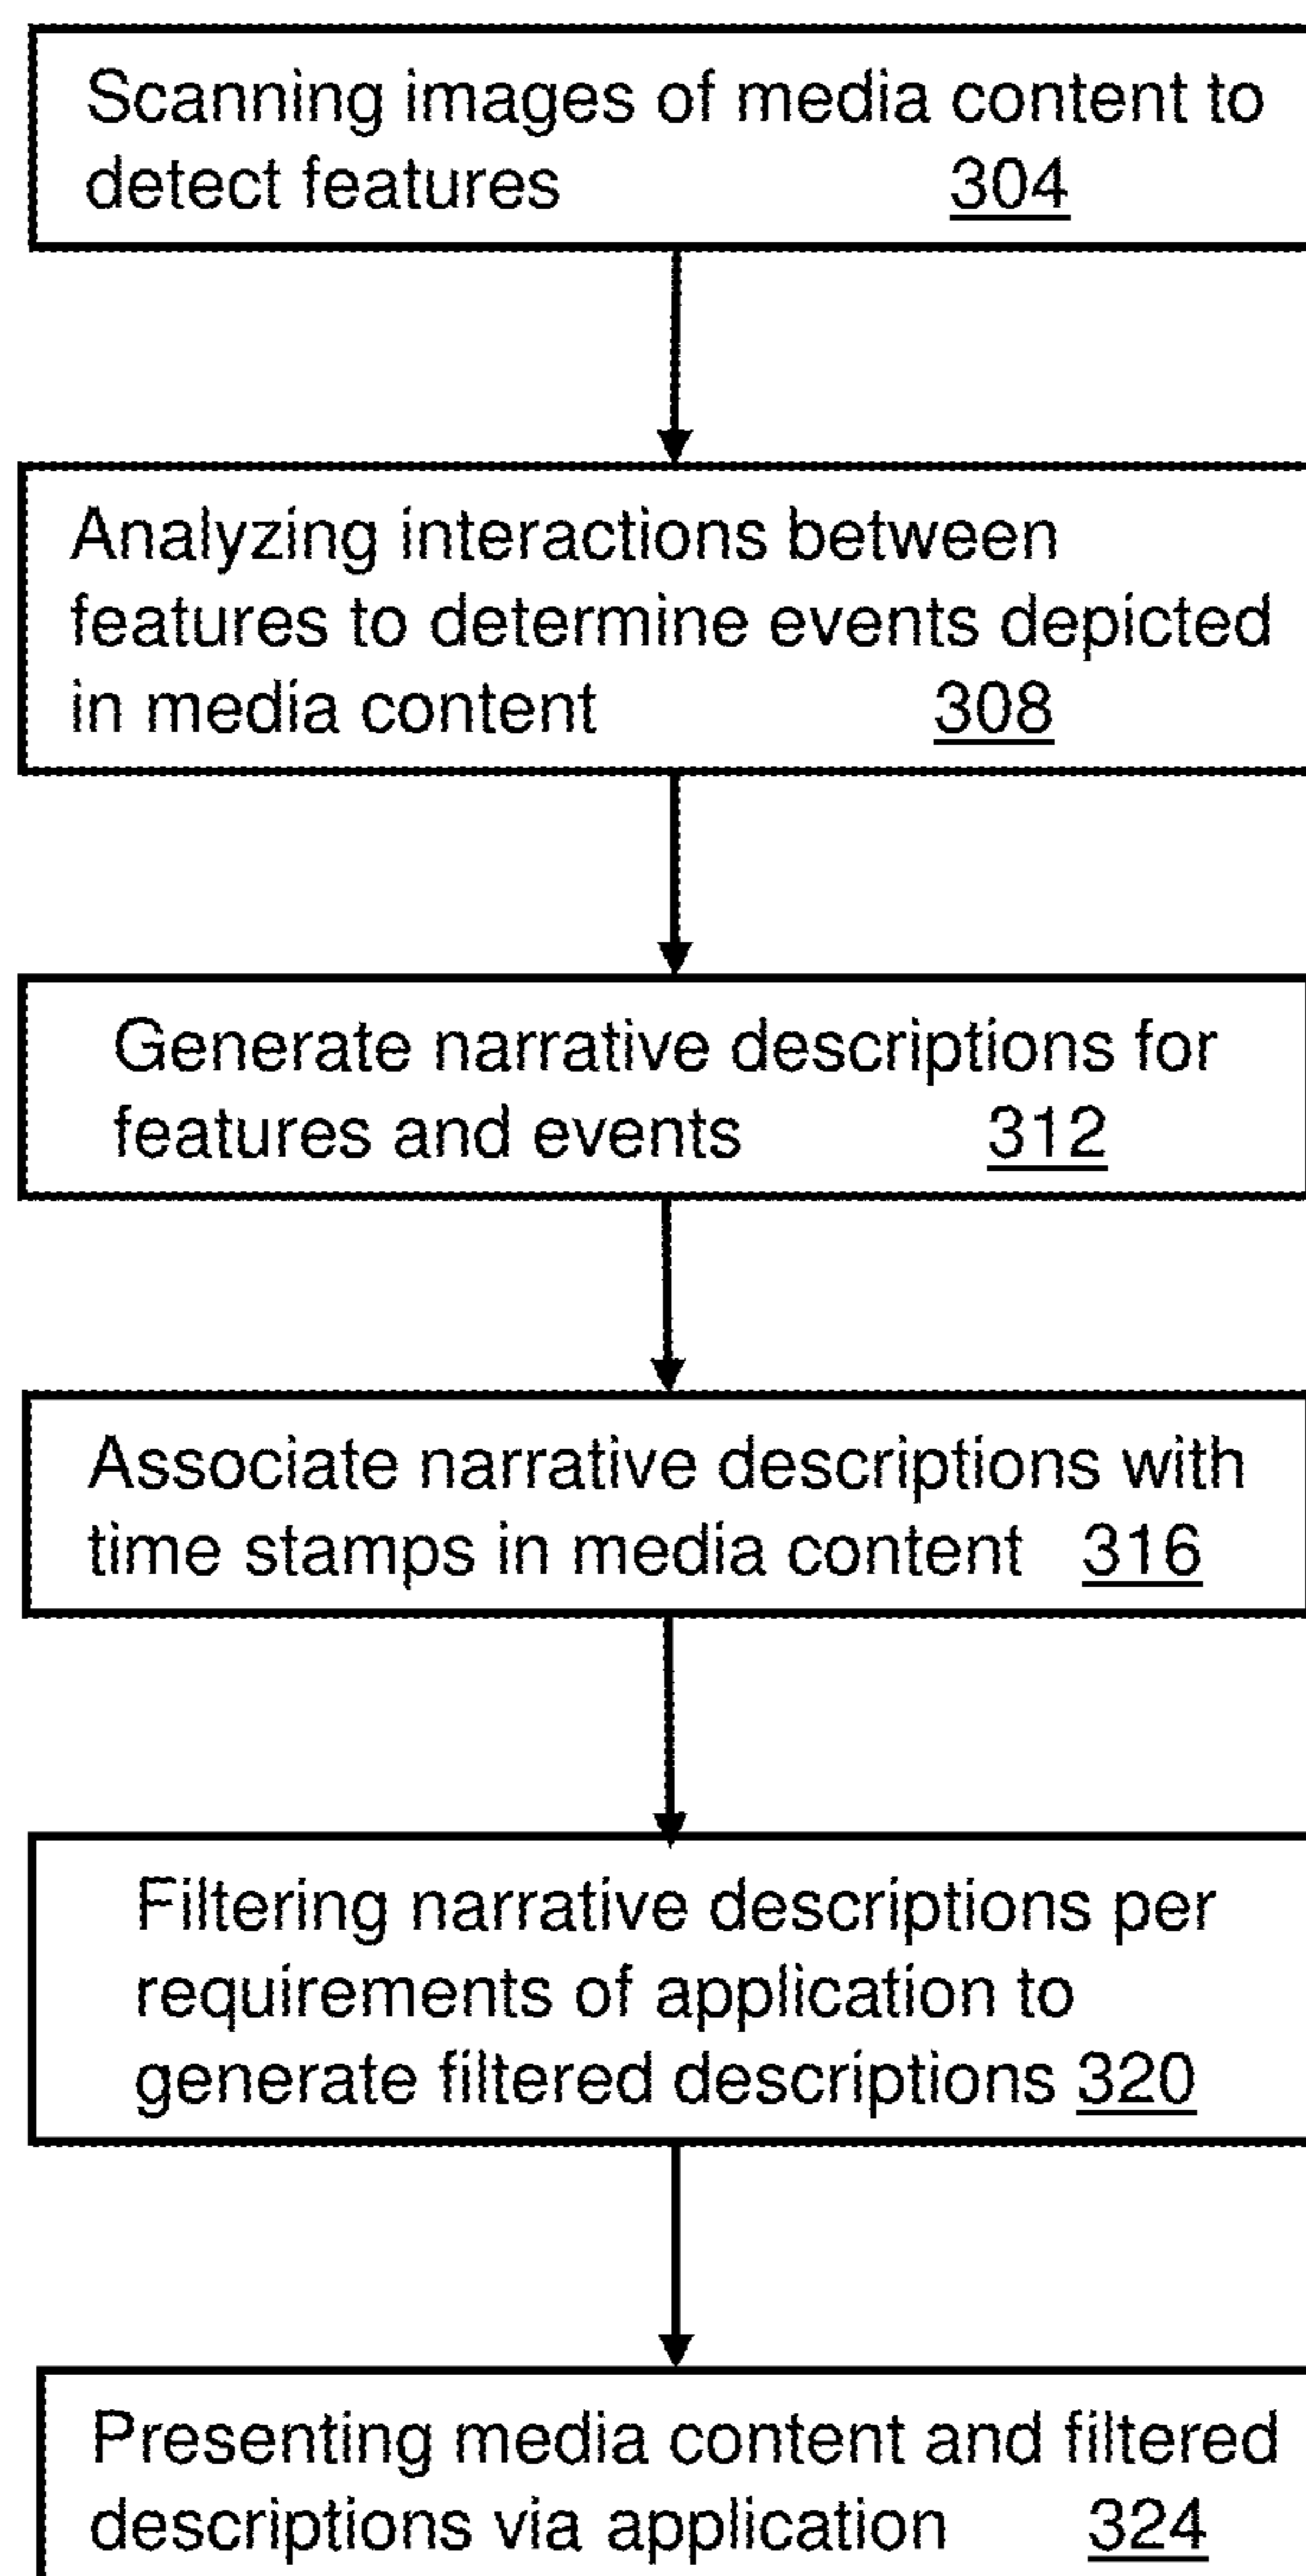 Scanning images of media content to
detect features 304
Analyzing interactions between
features to determine events depicted
in media content 308
Generate narrative descriptions for
features and events 312
Associate narrative descriptions with
time stamps in media content 316
Filtering narrative descriptions per
requirements of application to
generate filtered descriptions 320
Presenting media content and filtered
descriptions via application 324